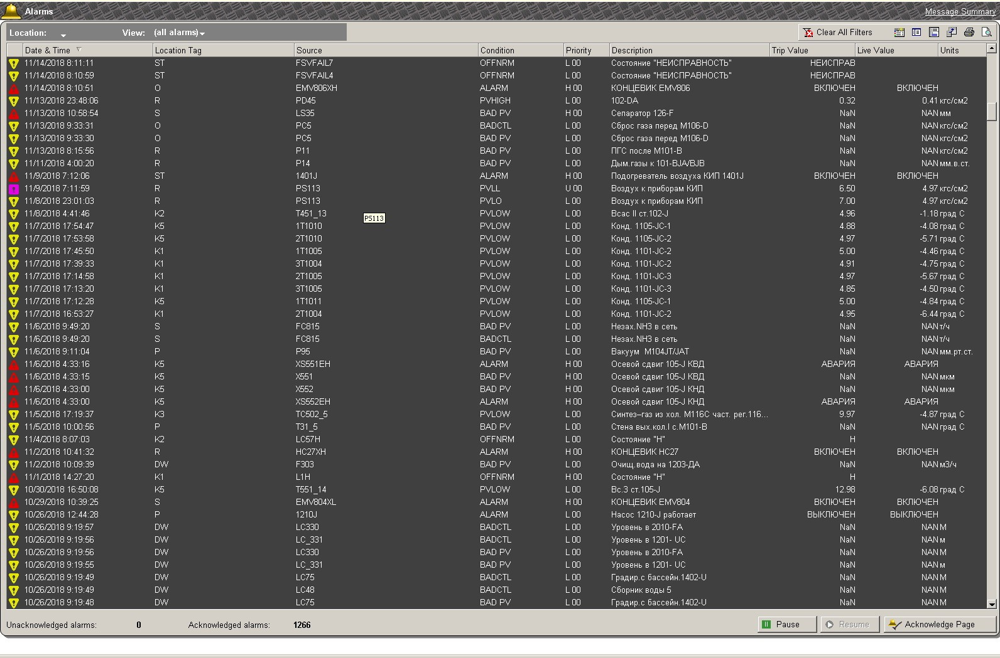 Alarms Message Summary
Location: View: (all alarms) Clear All Filters
Date & Time Location Tag Source Condition Priority Description Trip Value Live Value Units
11/14/2018 8:11:11 ST FSVFAIL7 OFFNRM L 00 Состояние "НЕИСПРАВНОСТЬ" НЕИСПРАВ
11/14/2018 8:10:59 ST FSVFAIL4 OFFNRM L 00 Состояние "НЕИСПРАВНОСТЬ" НЕИСПРАВ
11/14/2018 8:10:51 O EMV806XH ALARM H 00 КОНЦЕВИК EMV806 ВКЛЮЧЕН ВКЛЮЧЕН
11/13/2018 23:48:06 R PD45 PVHIGH L 00 102-DA 0.32 0.41 кгс/см2
11/13/2018 10:58:54 S LS35 BAD PV H 00 Сепаратор 126-F NaN NAN мм
11/13/2018 9:33:31 O PC5 BADCTL L 00 Сброс газа перед М106-D NaN NAN кгс/см2
11/13/2018 9:33:30 O PC5 BAD PV L 00 Сброс газа перед М106-D NaN NAN кгс/см2
11/13/2018 8:15:56 R P11 BAD PV L 00 ПГС после М101-В NaN NAN кгс/см2
11/11/2018 4:00:20 R P14 BAD PV L 00 Дым.газы к 101-BJA/BJB NaN NAN мм.в.ст.
11/9/2018 7:12:06 ST 1401J ALARM H 00 Подогреватель воздуха КИП 1401J ВКЛЮЧЕН ВКЛЮЧЕН
11/9/2018 7:11:59 R PS113 PVLL U 00 Воздух к приборам КИП 6.50 4.97 кгс/см2
11/8/2018 23:01:03 R PS113 PVLO L 00 Воздух к приборам КИП 7.00 4.97 кгс/см2
11/8/2018 4:41:46 K2 T451_13 PVLOW L 00 Всас II ст.102-J 4.96 -1.18 град С
PS113
11/7/2018 17:54:47 K5 1T1010 PVLOW L 00 Конд. 1105-JC-1 4.88 -4.08 град С
11/7/2018 17:53:58 K5 2T1010 PVLOW L 00 Конд. 1105-JC-2 4.97 -5.71 град С
11/7/2018 17:45:50 K1 1T1005 PVLOW L 00 Конд. 1101-JC-2 5.00 -4.46 град С
11/7/2018 17:39:33 K1 3T1004 PVLOW L 00 Конд. 1101-JC-2 4.91 -4.75 град С
11/7/2018 17:14:58 K1 2T1005 PVLOW L 00 Конд. 1101-JC-3 4.97 -5.67 град С
11/7/2018 17:13:20 K1 3T1005 PVLOW L 00 Конд. 1101-JC-3 4.85 -4.50 град С
11/7/2018 17:12:28 K5 1T1011 PVLOW L 00 Конд. 1105-JC-1 5.00 -4.84 град С
11/7/2018 16:53:27 K1 2T1004 PVLOW L 00 Конд. 1101-JC-2 4.95 -6.44 град С
11/6/2018 9:49:20 S FC815 BAD PV L 00 Незах.NH3 в сеть NaN NAN т/ч
11/6/2018 9:49:20 S FC815 BADCTL L 00 Незах.NH3 в сеть NaN NAN т/ч
11/6/2018 9:11:04 P P95 BAD PV L 00 Вакуум М104JT/JAT NaN NAN мм.рт.ст.
11/6/2018 4:33:16 K5 XS551EH ALARM H 00 Осевой сдвиг 105-J КВД АВАРИЯ АВАРИЯ
11/6/2018 4:33:15 K5 X551 BAD PV H 00 Осевой сдвиг 105-J КВД NaN NAN мкм
11/6/2018 4:33:00 K5 X552 BAD PV H 00 Осевой сдвиг 105-J КНД NaN NAN мкм
11/6/2018 4:33:00 K5 XS552EH ALARM H 00 Осевой сдвиг 105-J КНД АВАРИЯ АВАРИЯ
11/5/2018 17:19:37 K3 TC502_5 PVLOW L 00 Синтез–газ из хол. М116С част. рег.116... 9.97 -4.87 град С
11/5/2018 10:00:56 P T31_5 BAD PV L 00 Стена вых.кол.I с.М101-В NaN NAN град С
11/4/2018 8:07:03 K2 LC57H OFFNRM L 00 Состояние "Н" Н
11/2/2018 10:41:32 R HC27XH ALARM H 00 КОНЦЕВИК HC27 ВКЛЮЧЕН ВКЛЮЧЕН
11/2/2018 10:09:39 DW F303 BAD PV L 00 Очищ.вода на 1203-ДА NaN NAN м3/ч
11/1/2018 14:27:20 K1 L1H OFFNRM H 00 Состояние "Н" Н
10/30/2018 16:50:08 K5 T551_14 PVLOW L 00 Вс.3 ст.105-J 12.98 -6.08 град С
10/29/2018 10:39:25 S EMV804XL ALARM H 00 КОНЦЕВИК EMV804 ВКЛЮЧЕН ВКЛЮЧЕН
10/26/2018 12:44:28 P 1210J ALARM L 00 Насос 1210-J работает ВЫКЛЮЧЕН ВЫКЛЮЧЕН
10/26/2018 9:19:57 DW LC330 BADCTL L 00 Уровень в 2010-FA NaN NAN М
10/26/2018 9:19:56 DW LC_331 BADCTL L 00 Уровень в 1201- UC NaN NAN м
10/26/2018 9:19:56 DW LC330 BAD PV L 00 Уровень в 2010-FA NaN NAN М
10/26/2018 9:19:55 DW LC_331 BAD PV L 00 Уровень в 1201- UC NaN NAN м
10/26/2018 9:19:49 DW LC75 BADCTL L 00 Градир.с бассейн.1402-U NaN NAN М
10/26/2018 9:19:49 DW LC48 BADCTL L 00 Сборник воды 5 NaN NAN М
10/26/2018 9:19:48 DW LC75 BAD PV L 00 Градир.с бассейн.1402-U NaN NAN М
Unacknowledged alarms: 0 Acknowledged alarms: 1266 Pause Resume Acknowledge Page